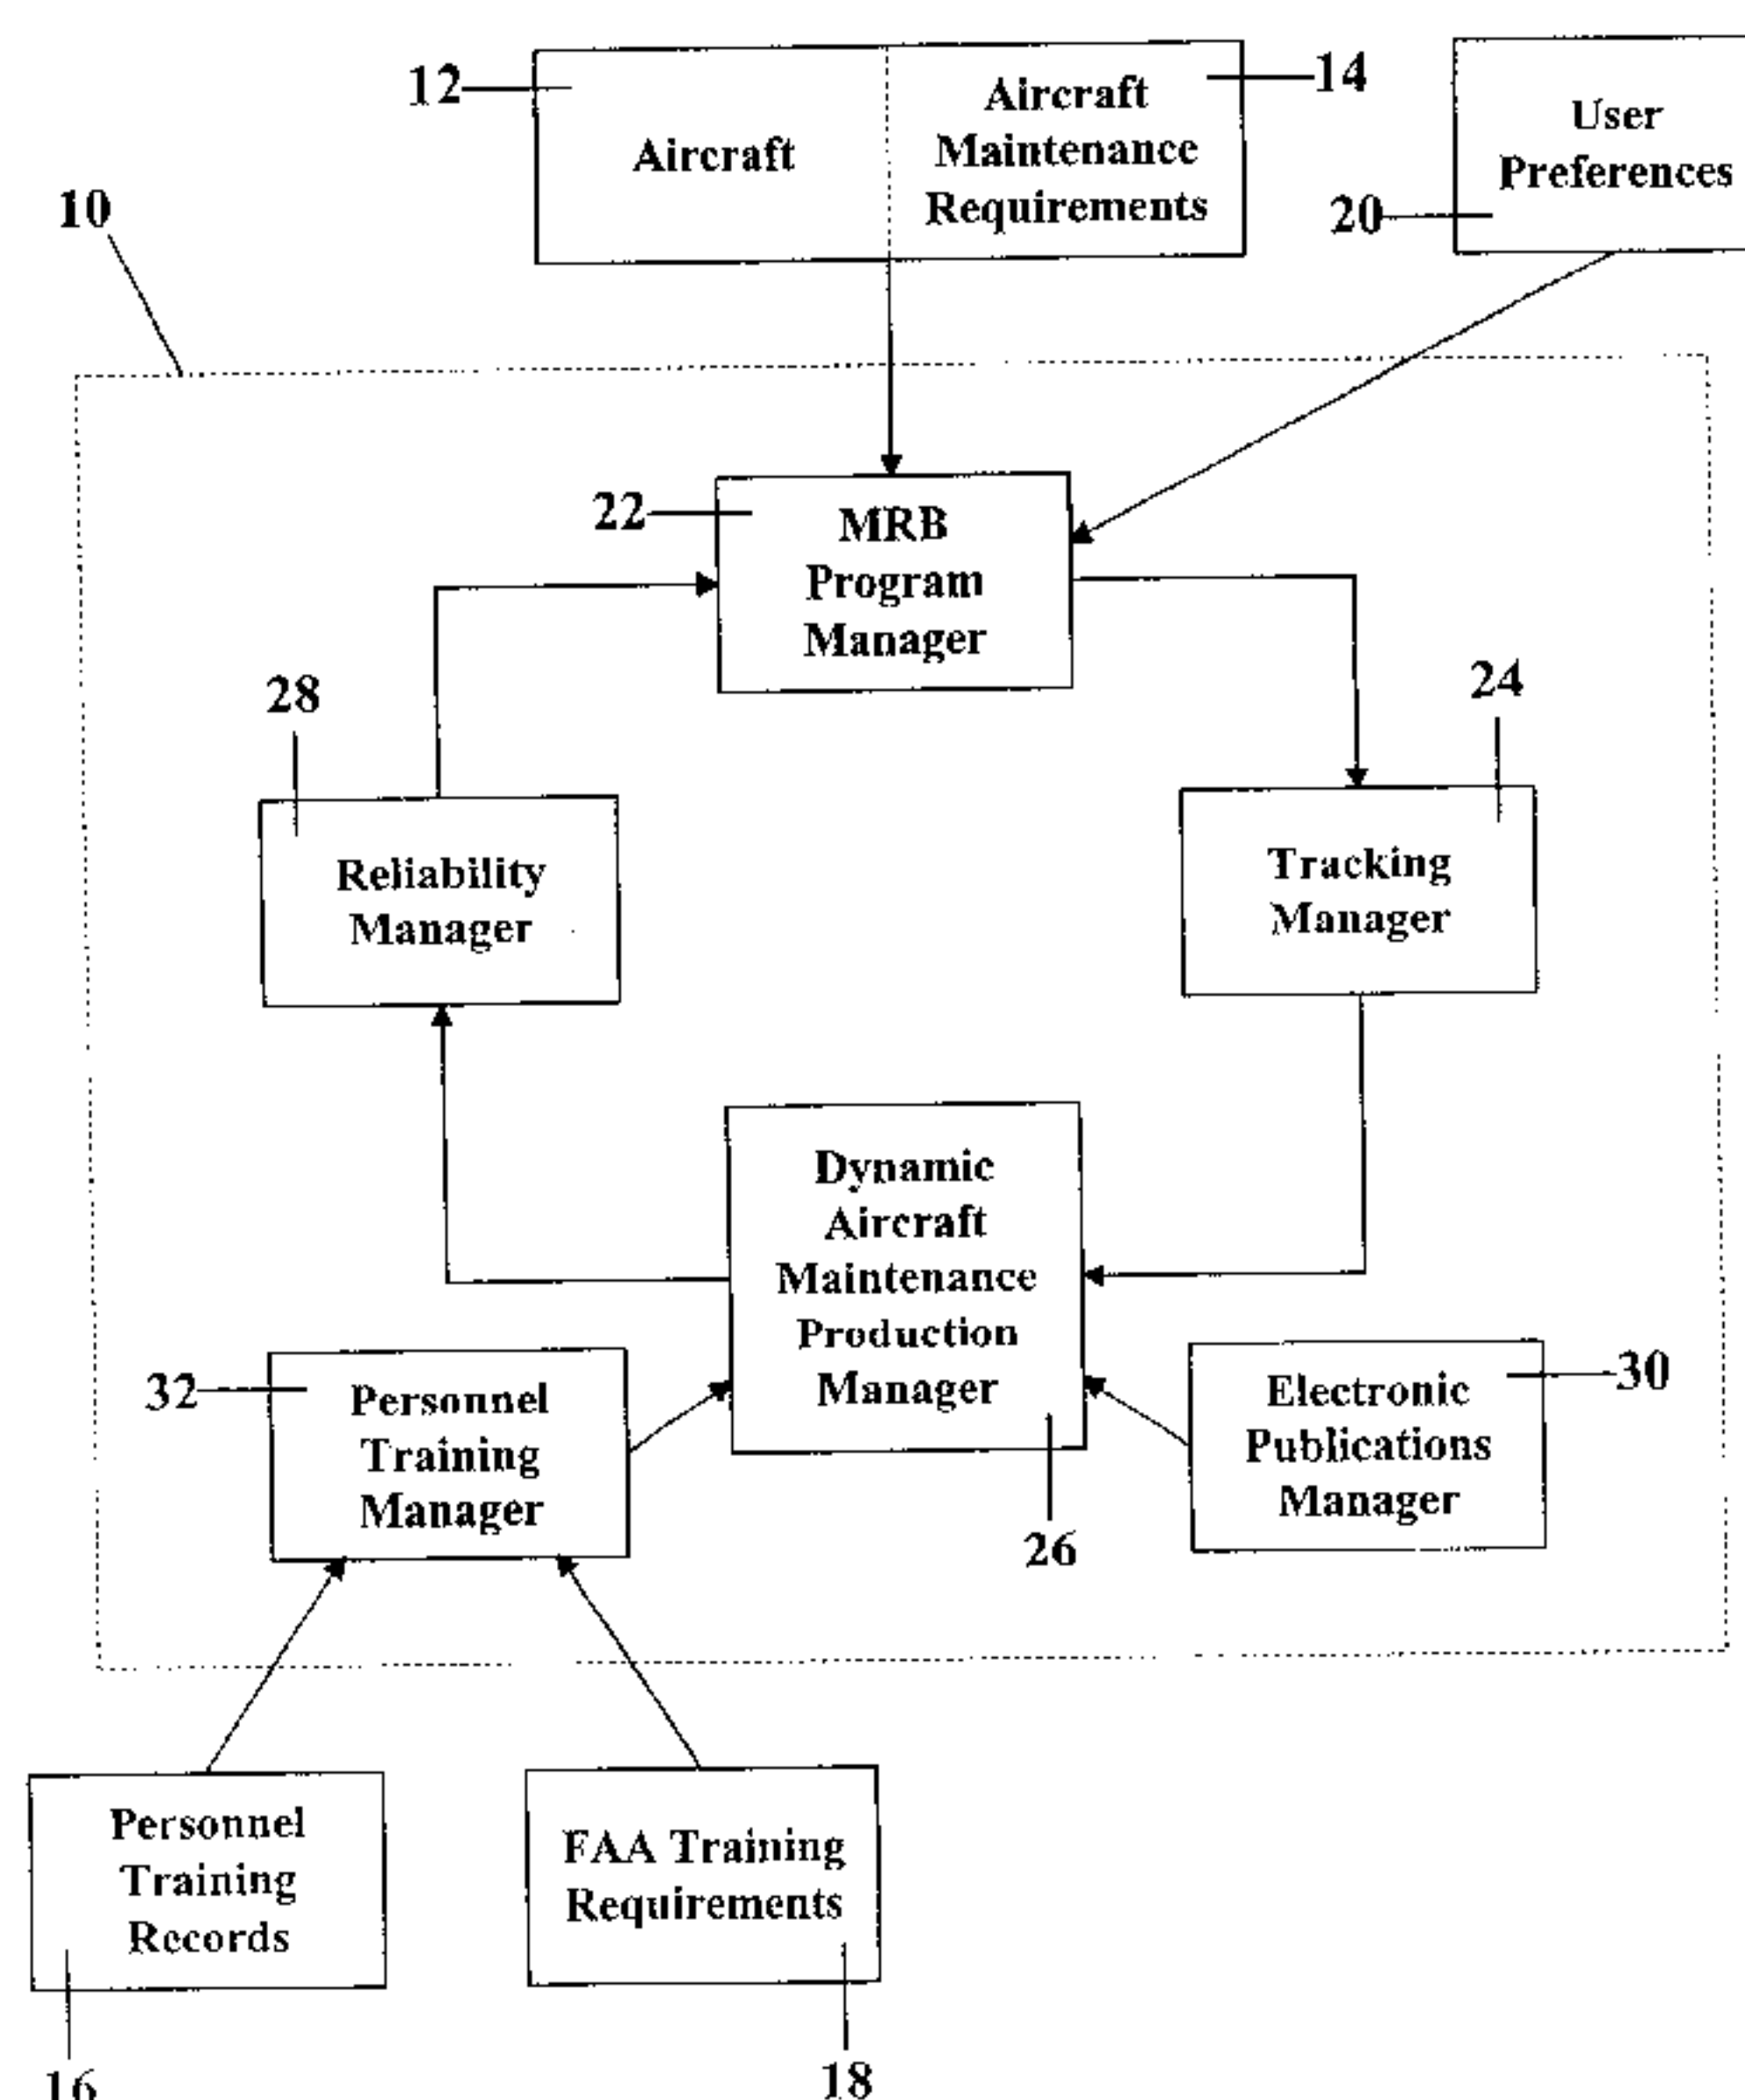 12
Aircraft
Aircraft
Maintenance
Requirements
14
User
Preferences
20
10
22
MRB
Program
Manager
28
24
Reliability
Manager
Tracking
Manager
Dynamic
Aircraft
Maintenance
Production
Manager
32
Personnel
Training
Manager
Electronic
Publications
Manager
30
26
Personnel
Training
Records
FAA Training
Requirements
16
18